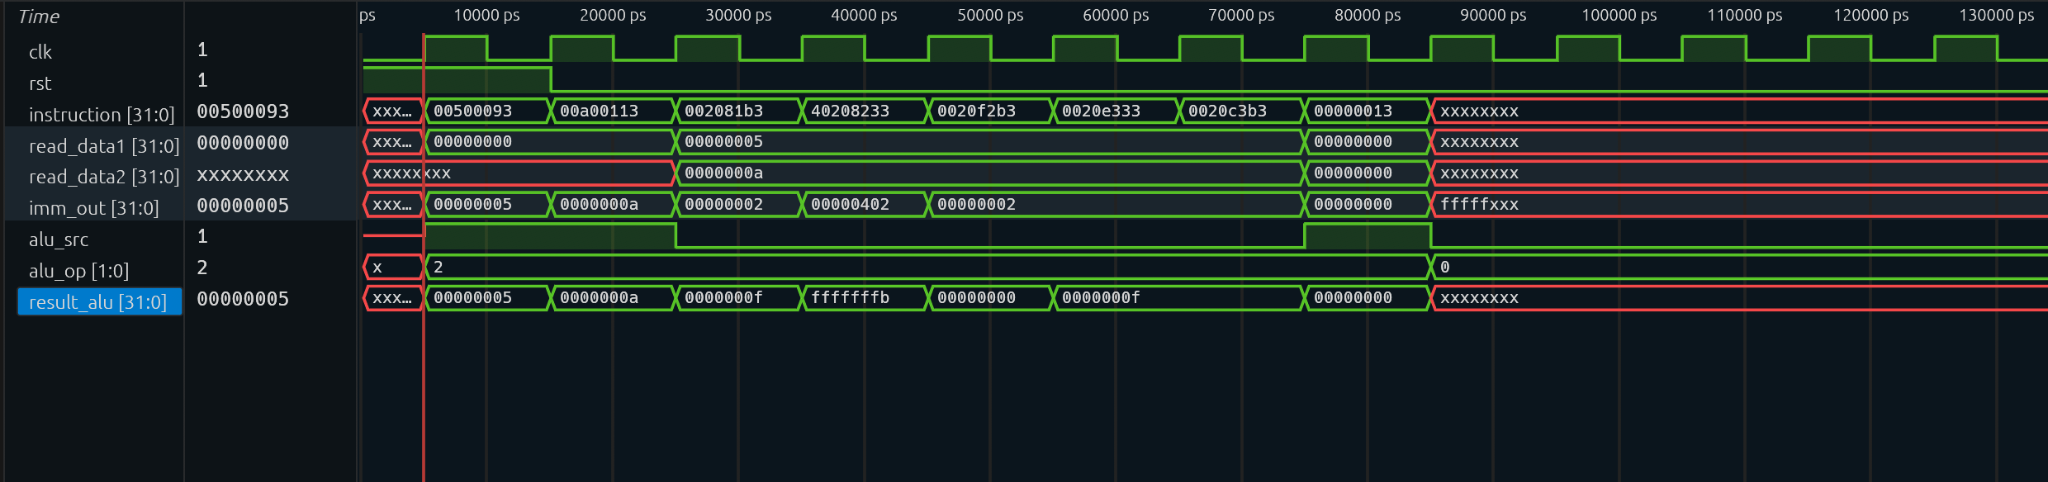 Time ps 10000 ps 20000 ps 30000 ps 40000 ps 50000 ps 60000 ps 70000 ps 80000 ps 90000 ps 100000 ps 110000 ps 120000 ps 130000 ps
clk 1
rst 1
instruction [31:0] 00500093 xxx... 00500093 00a00113 002081b3 40208233 0020f2b3 0020e333 0020c3b3 00000013 xxxxxxxx
read_data1 [31:0] 00000000 xxx... 00000000 00000005 00000000 xxxxxxxx
read_data2 [31:0] xxxxxxxx xxxxxxxx 0000000a 00000000 xxxxxxxx
imm_out [31:0] 00000005 xxx... 00000005 0000000a 00000002 00000402 00000002 00000000 fffffxxx
alu_src 1
alu_op [1:0] 2 x 2 0
result_alu [31:0] 00000005 xxx... 00000005 0000000a 0000000f fffffffb 00000000 0000000f 00000000 xxxxxxxx